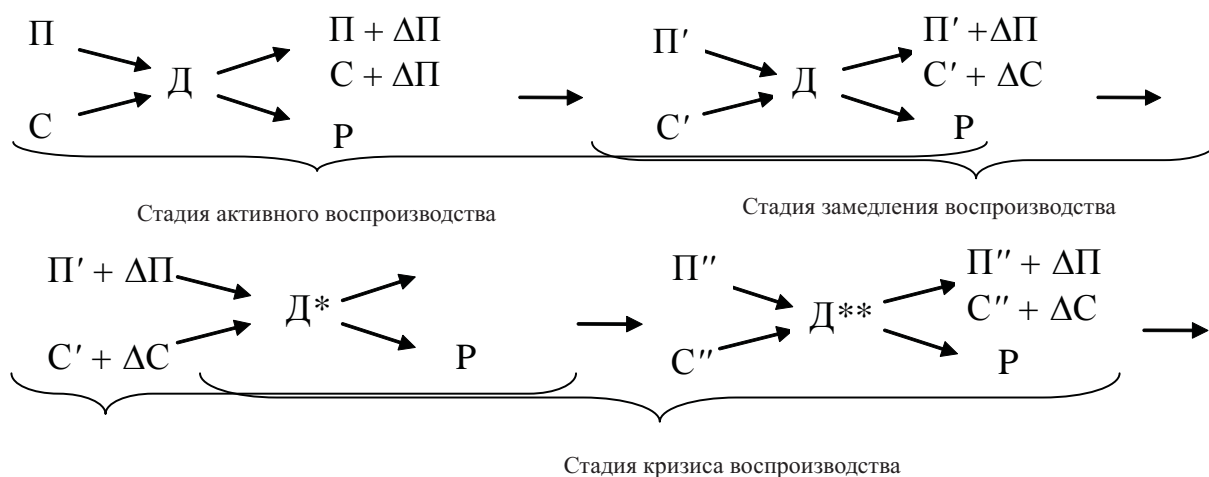 П П + ΔП П′ П′ +ΔП
Д С + ΔП Д С′ + ΔС
С Р С′ Р
Стадия активного воспроизводства Стадия замедления воспроизводства
П′ + ΔП П″ П″ + ΔП
Д* Д** С″ + ΔС
С′ + ΔС Р С″ Р
Стадия кризиса воспроизводства